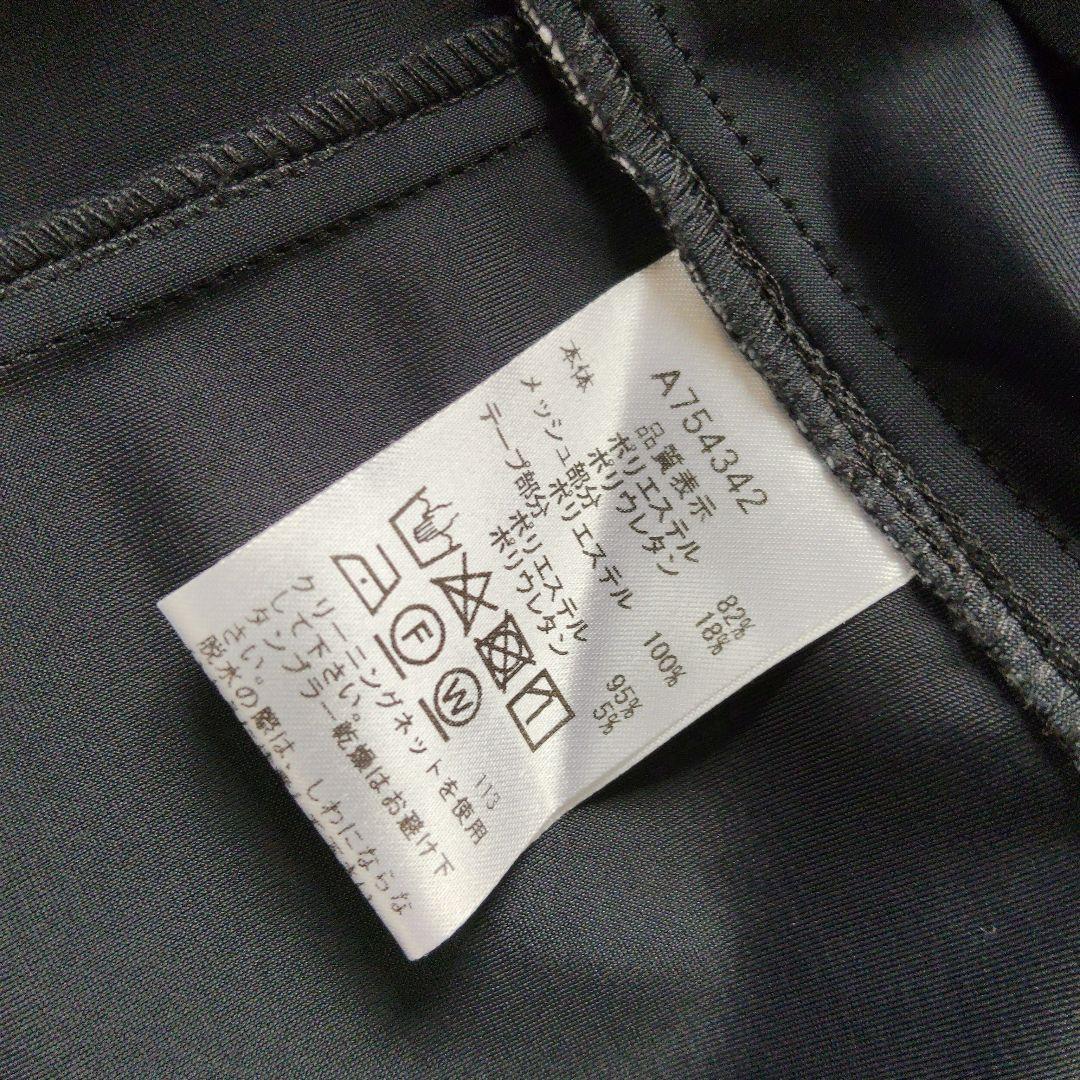 A754342
品質表示
本体 ポリエステル 82%
ポリウレタン 18%
メッシュ部分 ポリエステル 100%
テープ部分 ポリエステル 95%
ポリウレタン 5%
F W
113
クリーニングネットを使用
して下さい。
タンブラー乾燥はお避け下
さい。
脱水の際は、しわにならな